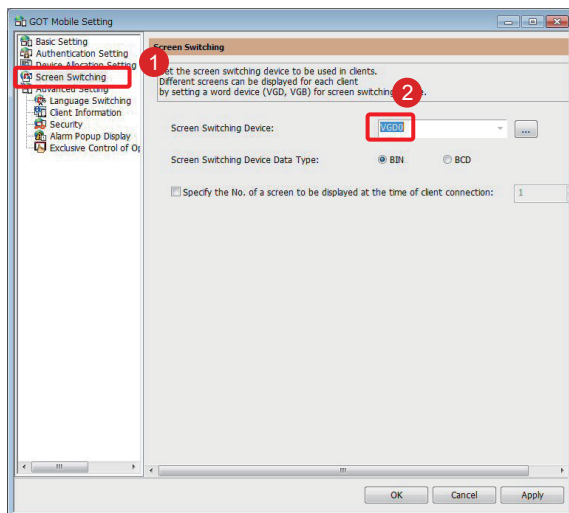 GOT Mobile Setting
Basic Setting
Authentication Setting
Device Allocation Setting
Screen Switching
Advanced Setting
Language Switching
Client Information
Security
Alarm Popup Display
Exclusive Control of
1
Screen Switching
the screen switching device to be used in clients.
Different screens can be displayed for each client
by setting a word device (VGD, VGB) for screen
2
Screen Switching Device:
VGD0
...
Screen Switching Device Data Type:
BIN
BCD
Specify the No. of a screen to be displayed at the time of client connection:
1
OK
Cancel
Apply